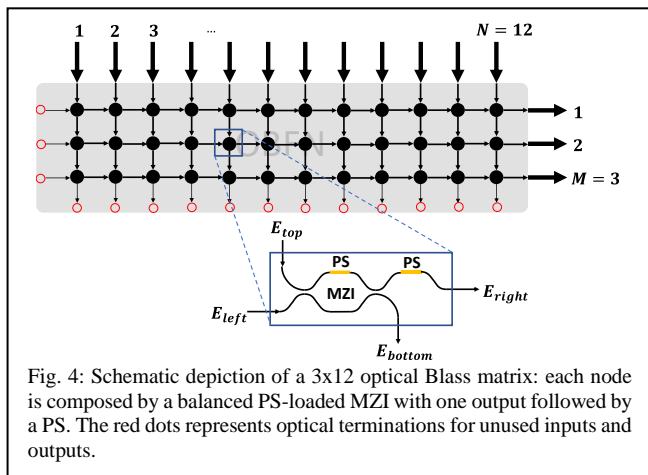 1 2 3 ... N = 12
1
OBFN
2
M = 3
E_top
PS PS
MZI
E_right
E_left
E_bottom
Fig. 4: Schematic depiction of a 3x12 optical Blass matrix: each node
is composed by a balanced PS-loaded MZI with one output followed by
a PS. The red dots represents optical terminations for unused inputs and
outputs.